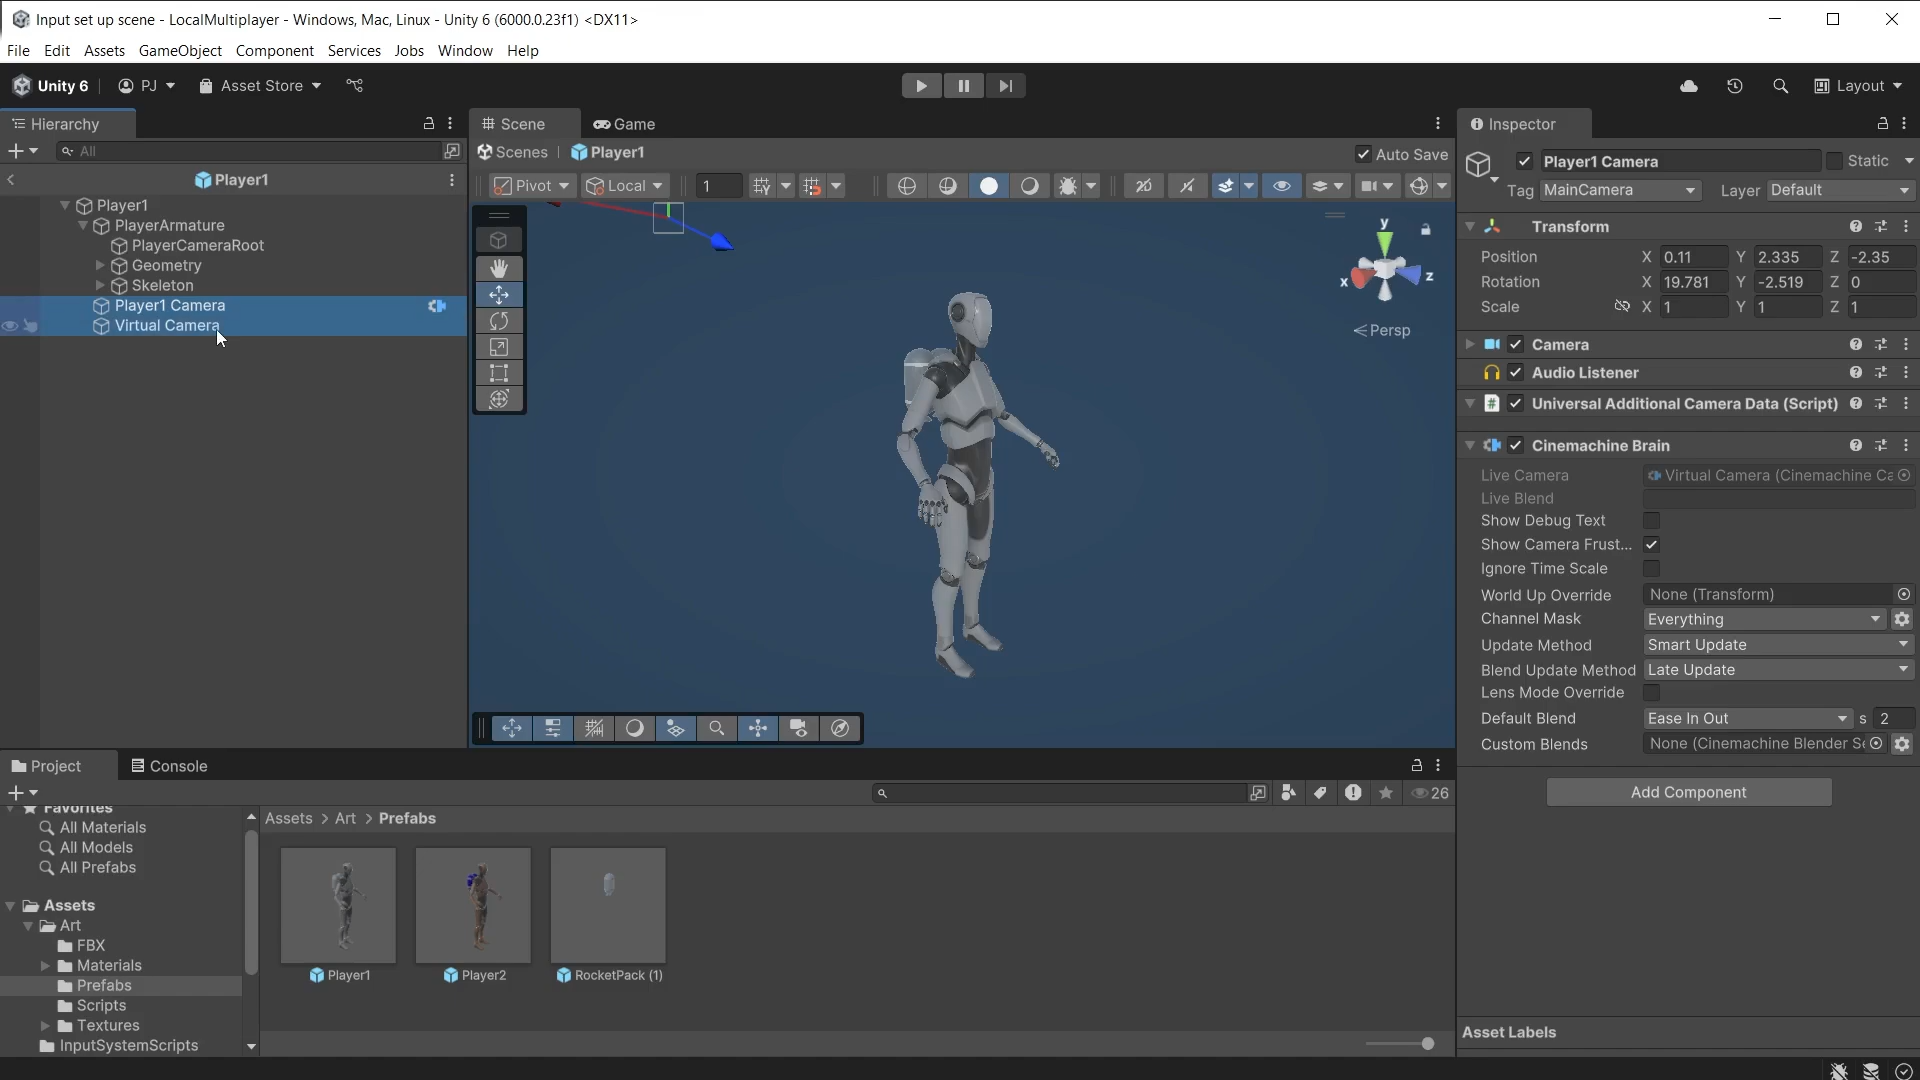 Input set up scene - LocalMultiplayer - Windows, Mac, Linux - Unity 6 (6000.0.23f1) <DX11>
File Edit Assets GameObject Component Services Jobs Window Help
Unity 6 PJ Asset Store Layout
Hierarchy
All
Player1
Player1
PlayerArmature
PlayerCameraRoot
Geometry
Skeleton
Player1 Camera
Virtual Camera
Scene Game
Scenes Player1 Auto Save
Pivot Local 1 2D
y
x
z
Persp
Inspector
Player1 Camera Static
Tag MainCamera Layer Default
Transform
Position X 0.11 Y 2.335 Z -2.35
Rotation X 19.781 Y -2.519 Z 0
Scale X 1 Y 1 Z 1
Camera
Audio Listener
Universal Additional Camera Data (Script)
Cinemachine Brain
Live Camera Virtual Camera (Cinemachine Ca
Live Blend
Show Debug Text
Show Camera Frust...
Ignore Time Scale
World Up Override None (Transform)
Channel Mask Everything
Update Method Smart Update
Blend Update Method Late Update
Lens Mode Override
Default Blend Ease In Out s 2
Custom Blends None (Cinemachine Blender Se
Add Component
Asset Labels
Project Console
26
Favorites
All Materials
All Models
All Prefabs
Assets
Art
FBX
Materials
Prefabs
Scripts
Textures
InputSystemScripts
Assets > Art > Prefabs
Player1
Player2
RocketPack (1)